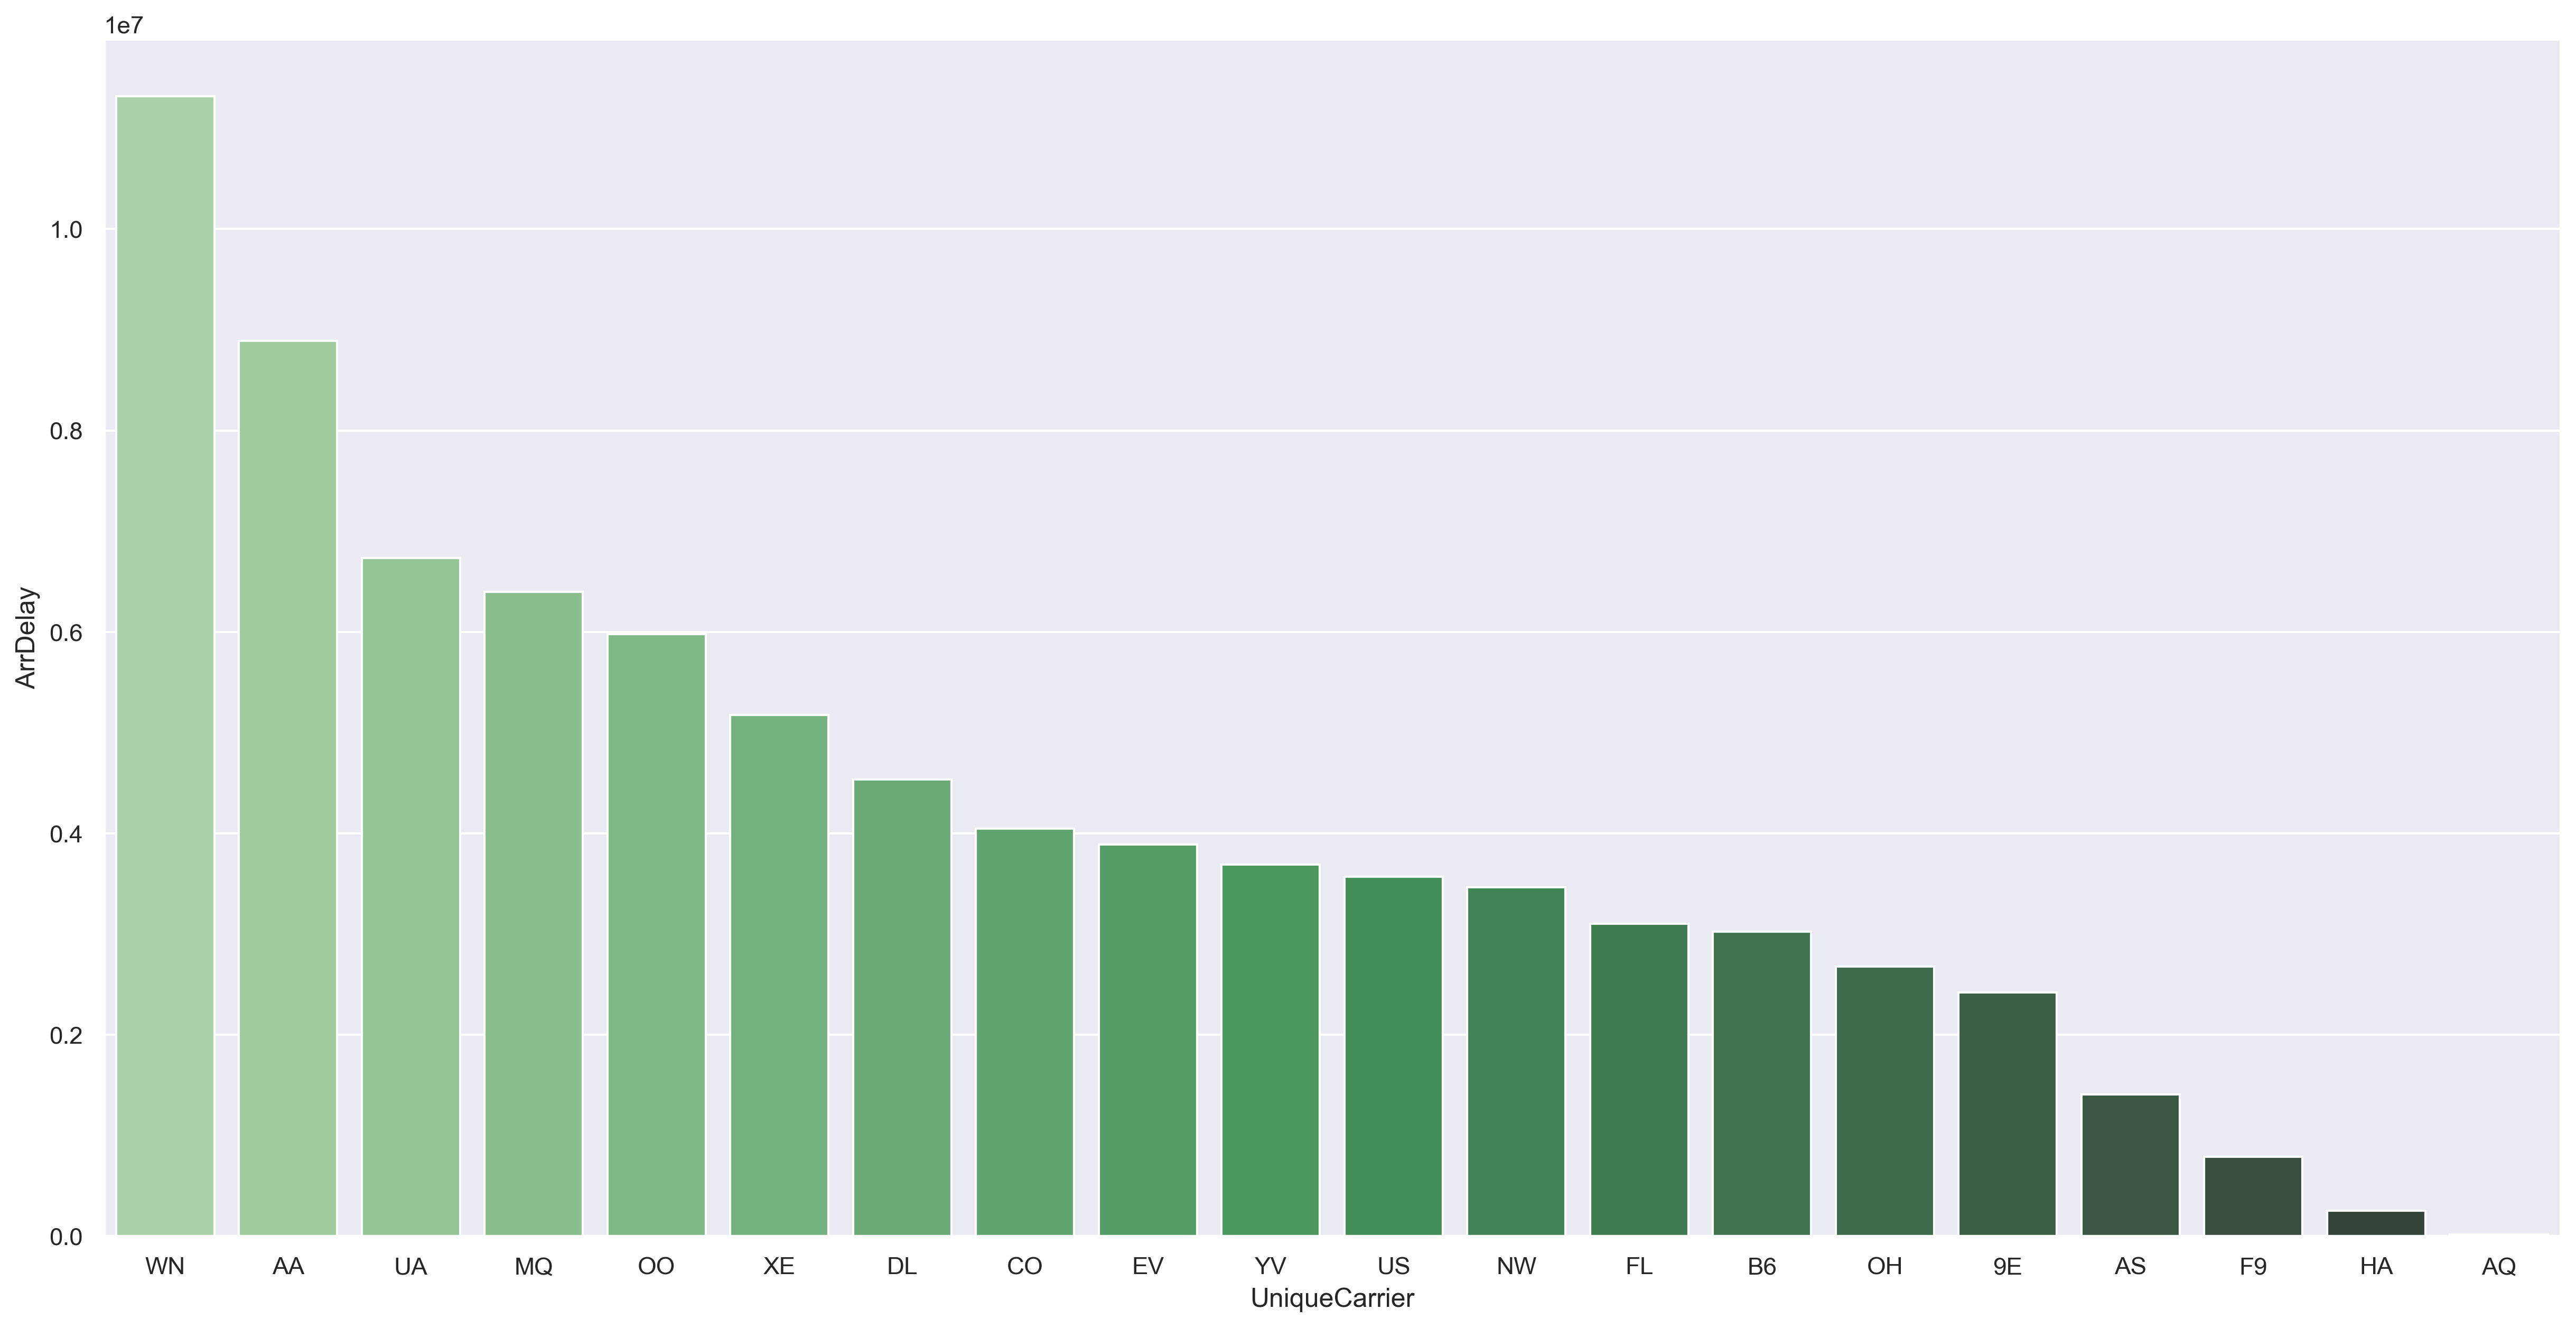 1e7
1.0
0.8
0.6
0.4
0.2
0.0
ArrDelay
WN AA UA MQ OO XE DL CO EV YV US NW FL B6 OH 9E AS F9 HA AQ
UniqueCarrier